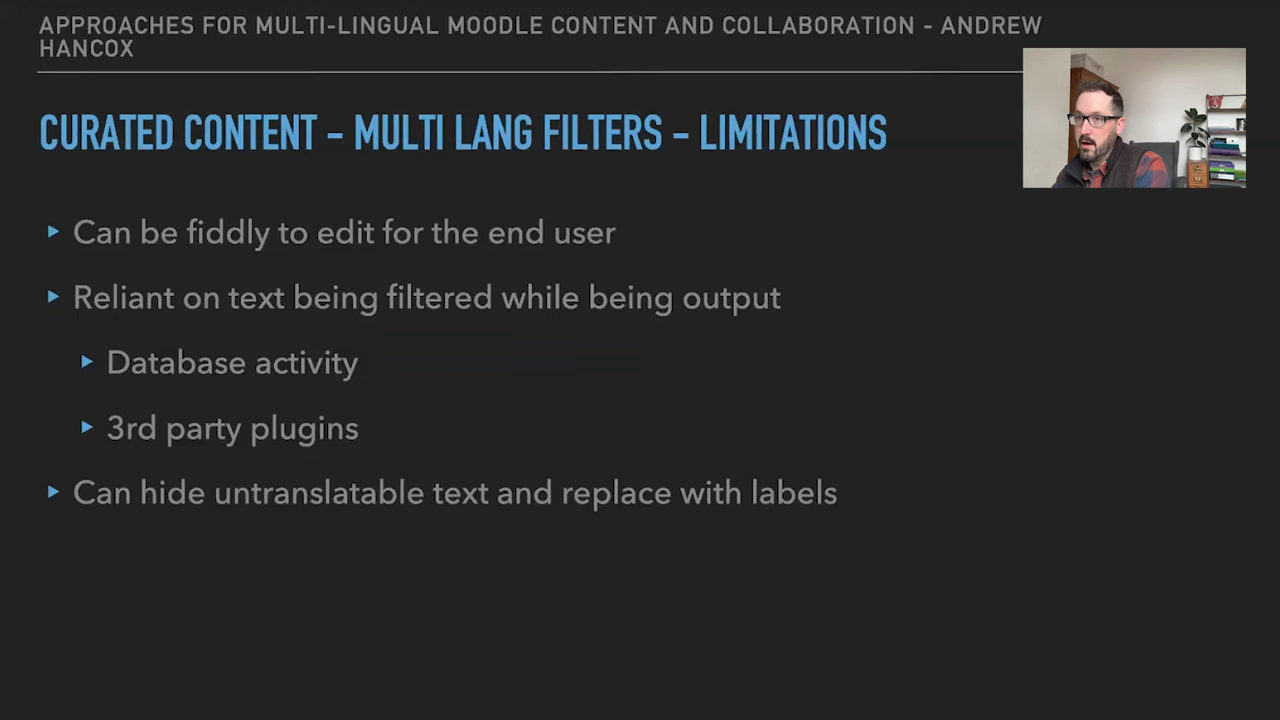 APPROACHES FOR MULTI-LINGUAL MOODLE CONTENT AND COLLABORATION - ANDREW
HANCOX
CURATED CONTENT - MULTI LANG FILTERS - LIMITATIONS
Can be fiddly to edit for the end user
Reliant on text being filtered while being output
Database activity
3rd party plugins
Can hide untranslatable text and replace with labels